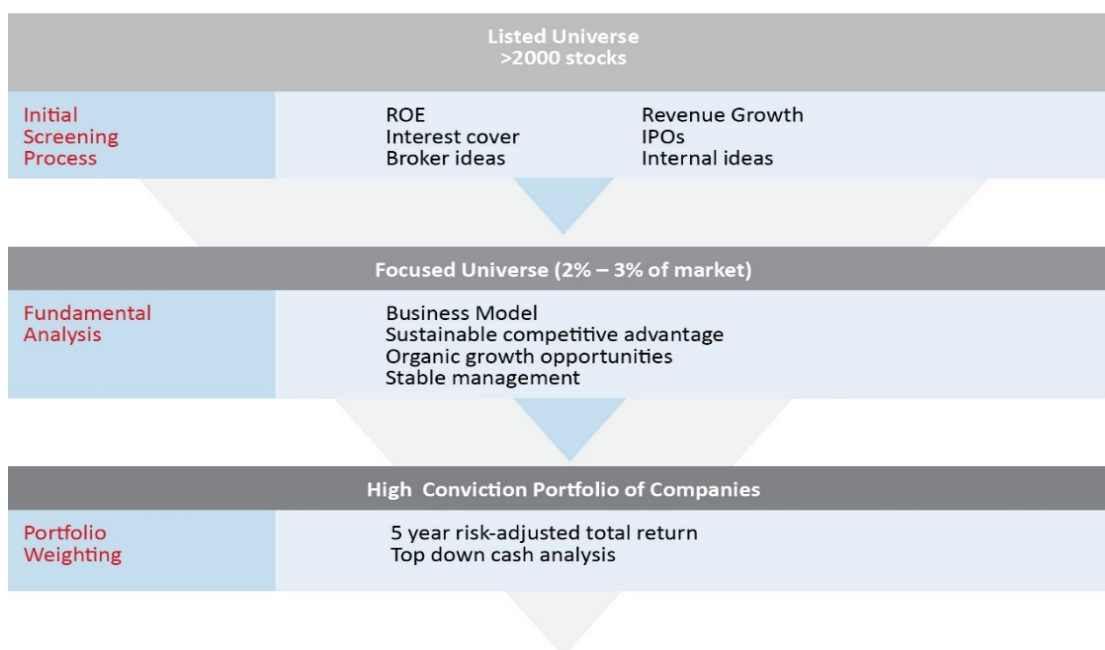 Listed Universe
>2000 stocks
Initial
Screening
Process
ROE
Interest cover
Broker ideas
Revenue Growth
IPOs
Internal ideas
Focused Universe (2% – 3% of market)
Fundamental
Analysis
Business Model
Sustainable competitive advantage
Organic growth opportunities
Stable management
High Conviction Portfolio of Companies
Portfolio
Weighting
5 year risk-adjusted total return
Top down cash analysis